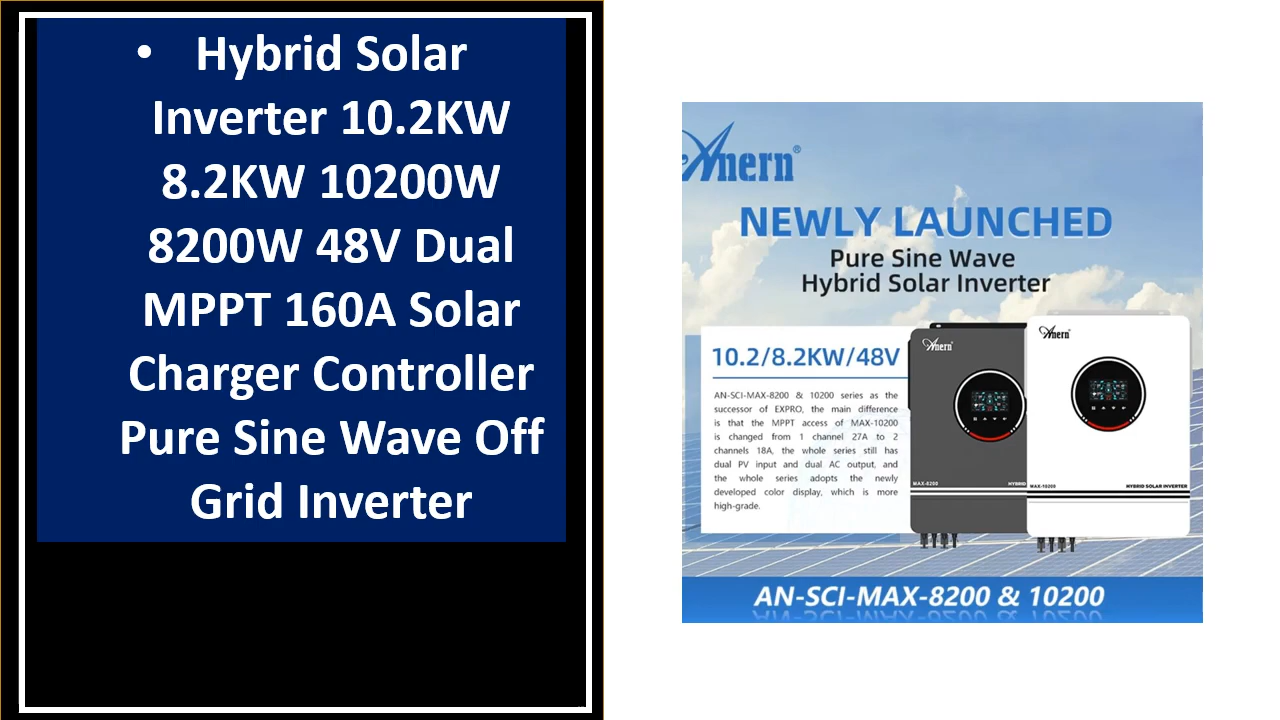 • Hybrid Solar
Inverter 10.2KW
8.2KW 10200W
8200W 48V Dual
MPPT 160A Solar
Charger Controller
Pure Sine Wave Off
Grid Inverter
Anern®
NEWLY LAUNCHED
Pure Sine Wave
Hybrid Solar Inverter
10.2/8.2KW/48V
AN-SCI-MAX-8200 & 10200 series as the
successor of EXPRO, the main difference
is that the MPPT access of MAX-10200
is changed from 1 channel 27A to 2
channels 18A, the whole series still has
dual PV input and dual AC output, and
the whole series adopts the newly
developed color display, which is more
high-grade.
Anern
MAX-8200 HYBRID
Anern
MAX-10200 HYBRID SOLAR INVERTER
AN-SCI-MAX-8200 & 10200